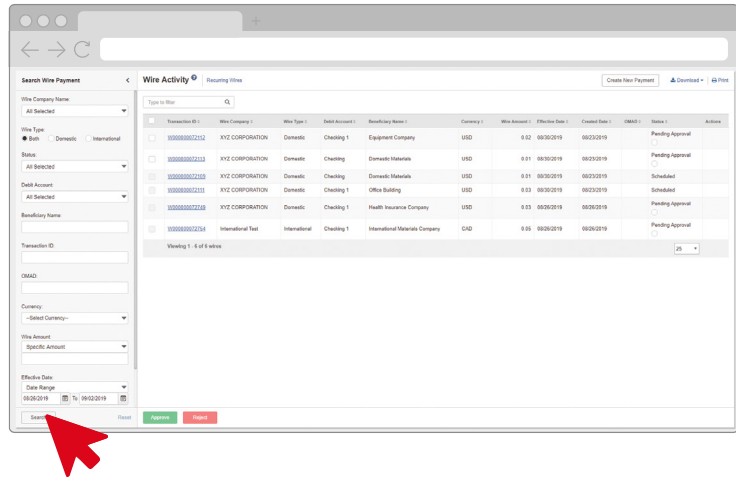 Search Wire Payment <
Wire Company Name:
All Selected
Wire Type:
Both Domestic International
Status:
All Selected
Debit Account:
All Selected
Beneficiary Name:
Transaction ID:
OMAD:
Currency:
--Select Currency--
Wire Amount:
Specific Amount
Effective Date:
Date Range
08/26/2019 To 09/02/2019
Search Reset
Wire Activity ? Recurring Wires Create New Payment Download Print
Type to filter
Transaction ID Wire Company Wire Type Debit Account Beneficiary Name Currency Wire Amount Effective Date Created Date OMAD Status Actions
W000000072112 XYZ CORPORATION Domestic Checking 1 Equipment Company USD 0.02 08/30/2019 08/23/2019 Pending Approval
W000000072113 XYZ CORPORATION Domestic Checking Domestic Materials USD 0.01 08/30/2019 08/23/2019 Pending Approval
W000000072109 XYZ CORPORATION Domestic Checking Domestic Materials USD 0.01 08/30/2019 08/23/2019 Scheduled
W000000072111 XYZ CORPORATION Domestic Checking 1 Office Building USD 0.03 08/30/2019 08/23/2019 Scheduled
W000000072749 XYZ CORPORATION Domestic Checking 1 Health Insurance Company USD 0.03 08/26/2019 08/26/2019 Pending Approval
W000000072754 International Test International Checking 1 International Materials Company CAD 0.05 08/26/2019 08/26/2019 Pending Approval
Viewing 1 - 6 of 6 wires 25
Approve Reject